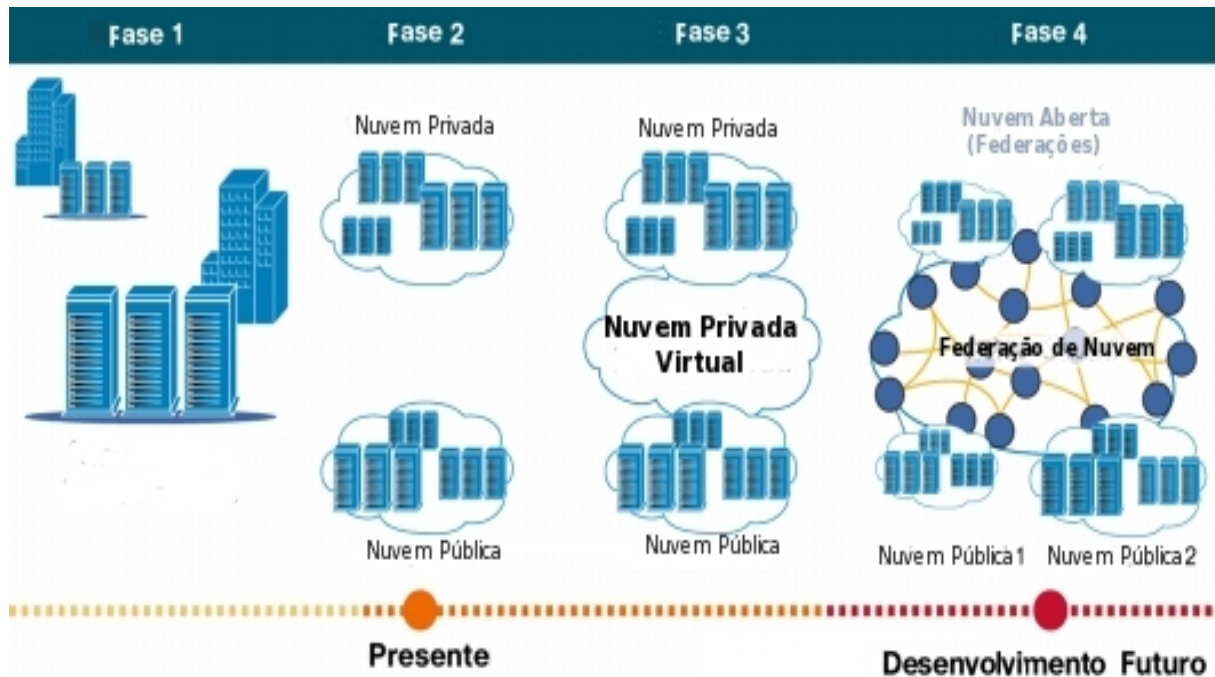 Fase 1
Fase 2
Fase 3
Fase 4
Nuvem Privada
Nuvem Privada
Nuvem Aberta
(Federações)
Nuvem Privada
Virtual
Federação de Nuvem
Nuvem Pública
Nuvem Pública
Nuvem Pública 1
Nuvem Pública 2
Presente
Desenvolvimento Futuro